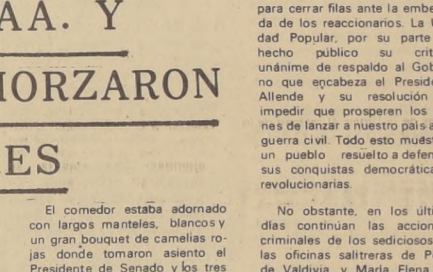 AA. Y
MORZARON
ES
El comedor estaba adornado
con largos manteles, blancos y
un gran bouquet de camelias ro-
jas donde tomaron asiento el
Presidente de Senado y los tres
para cerrar filas ante la embe
da de los reaccionarios. La U
dad Popular, por su parte
hecho público su crit
unánime de respaldo al Gob
no que encabeza el Presid
Allende y su resolución
impedir que prosperen los
nes de lanzar a nuestro país a
guerra civil. Todo esto muést
un pueblo resuelto a defen
sus conquistas democrática
revolucionarias.
No obstante, en los últi
días continúan las accion
criminales de los sediciosos
las oficinas salitreras de P
de Valdivia y María Elena